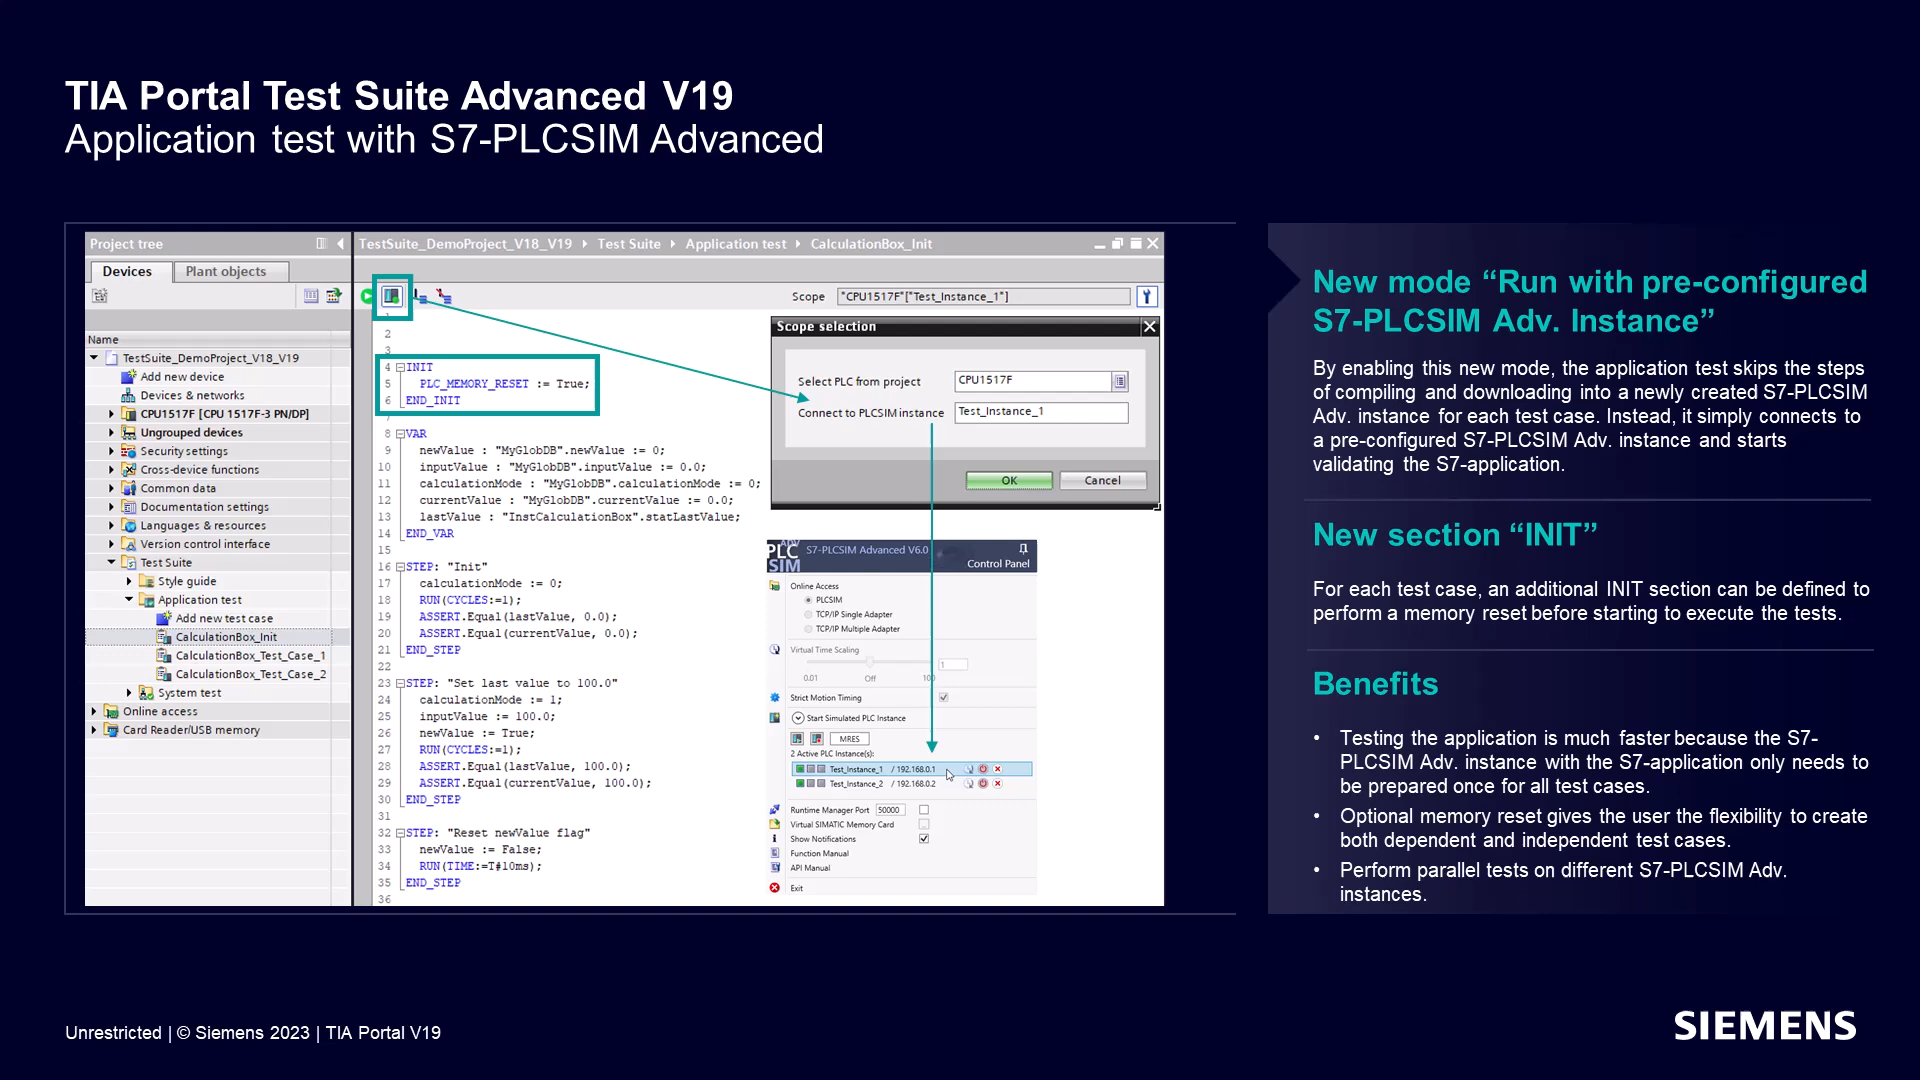 TIA Portal Test Suite Advanced V19
Application test with S7-PLCSIM Advanced
Project tree
Devices
Plant objects
Name
TestSuite_DemoProject_V18_V19
Add new device
Devices & networks
CPU1517F [CPU 1517F-3 PN/DP]
Ungrouped devices
Security settings
Cross-device functions
Common data
Documentation settings
Languages & resources
Version control interface
Test Suite
Style guide
Application test
Add new test case
CalculationBox_Init
CalculationBox_Test_Case_1
CalculationBox_Test_Case_2
System test
Online access
Card Reader/USB memory
TestSuite_DemoProject_V18_V19 Test Suite Application test CalculationBox_Init
Scope "CPU1517F"["Test_Instance_1"]
1
2
3
4 INIT
5 PLC_MEMORY_RESET := True;
6 END_INIT
7
8 VAR
9 newValue : "MyGlobDB".newValue := 0;
10 inputValue : "MyGlobDB".inputValue := 0.0;
11 calculationMode : "MyGlobDB".calculationMode := 0;
12 currentValue : "MyGlobDB".currentValue := 0.0;
13 lastValue : "InstCalculationBox".statLastValue;
14 END_VAR
15
16 STEP: "Init"
17 calculationMode := 0;
18 RUN(CYCLES:=1);
19 ASSERT.Equal(lastValue, 0.0);
20 ASSERT.Equal(currentValue, 0.0);
21 END_STEP
22
23 STEP: "Set last value to 100.0"
24 calculationMode := 1;
25 inputValue := 100.0;
26 newValue := True;
27 RUN(CYCLES:=1);
28 ASSERT.Equal(lastValue, 100.0);
29 ASSERT.Equal(currentValue, 100.0);
30 END_STEP
31
32 STEP: "Reset newValue flag"
33 newValue := False;
34 RUN(TIME:=T#10ms);
35 END_STEP
36
Scope selection
Select PLC from project CPU1517F
Connect to PLCSIM instance Test_Instance_1
OK Cancel
PLC
SIM
ADV
S7-PLCSIM Advanced V6.0
Control Panel
Online Access
PLCSIM
TCP/IP Single Adapter
TCP/IP Multiple Adapter
Virtual Time Scaling
1
0.01 Off 100
Strict Motion Timing
Start Simulated PLC Instance
MRES
2 Active PLC Instance(s):
Test_Instance_1 / 192.168.0.1
Test_Instance_2 / 192.168.0.2
Runtime Manager Port 50000
Virtual SIMATIC Memory Card
Show Notifications
Function Manual
API Manual
Exit
New mode “Run with pre-configured
S7-PLCSIM Adv. Instance”
By enabling this new mode, the application test skips the steps
of compiling and downloading into a newly created S7-PLCSIM
Adv. instance for each test case. Instead, it simply connects to
a pre-configured S7-PLCSIM Adv. instance and starts
validating the S7-application.
New section “INIT”
For each test case, an additional INIT section can be defined to
perform a memory reset before starting to execute the tests.
Benefits
• Testing the application is much faster because the S7-
PLCSIM Adv. instance with the S7-application only needs to
be prepared once for all test cases.
• Optional memory reset gives the user the flexibility to create
both dependent and independent test cases.
• Perform parallel tests on different S7-PLCSIM Adv.
instances.
Unrestricted | © Siemens 2023 | TIA Portal V19
SIEMENS